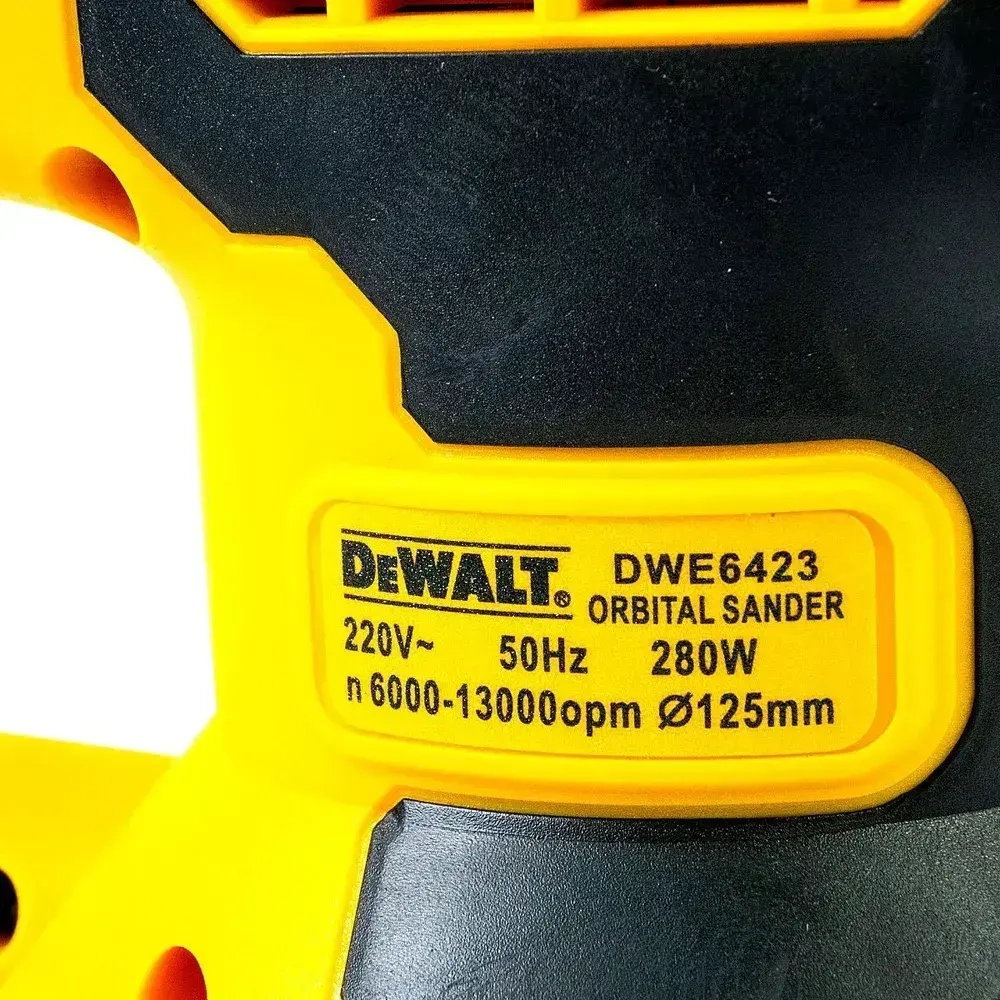 DEWALT® DWE6423
ORBITAL SANDER
220V~ 50Hz 280W
n 6000-13000opm Ø125mm